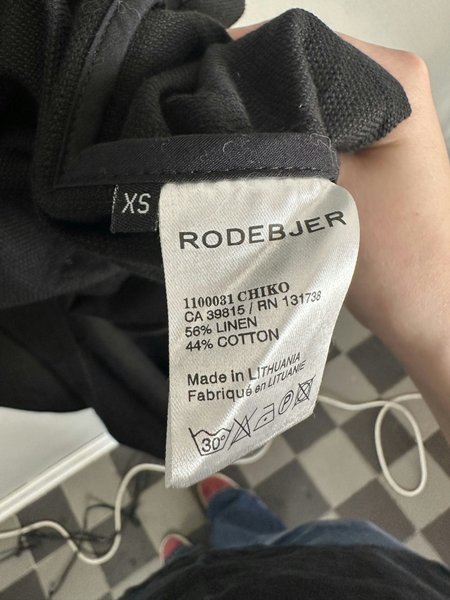 XS
RODEBJER
1100031 CHIKO
CA 39815 / RN 131738
56% LINEN
44% COTTON
Made in LITHUANIA
Fabriqué en LITUANIE
30°
P